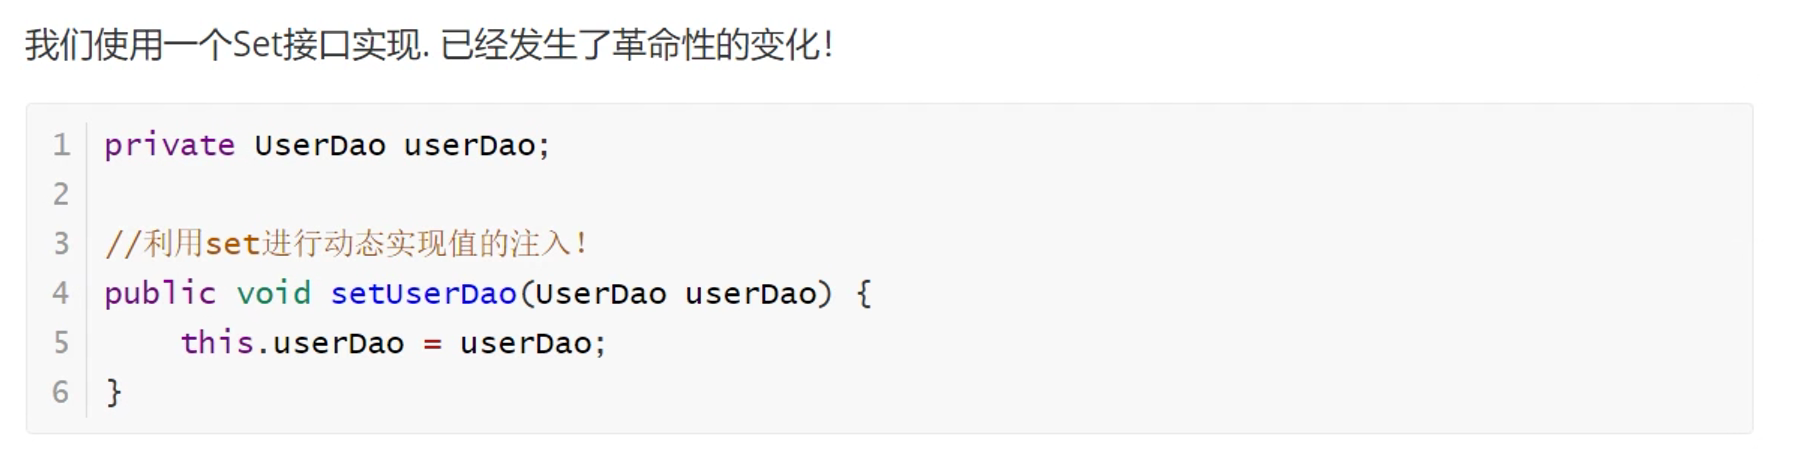 我们使用一个Set接口实现. 已经发生了革命性的变化！
1 private UserDao userDao;
2
3 //利用set进行动态实现值的注入！
4 public void setUserDao(UserDao userDao) {
5     this.userDao = userDao;
6 }